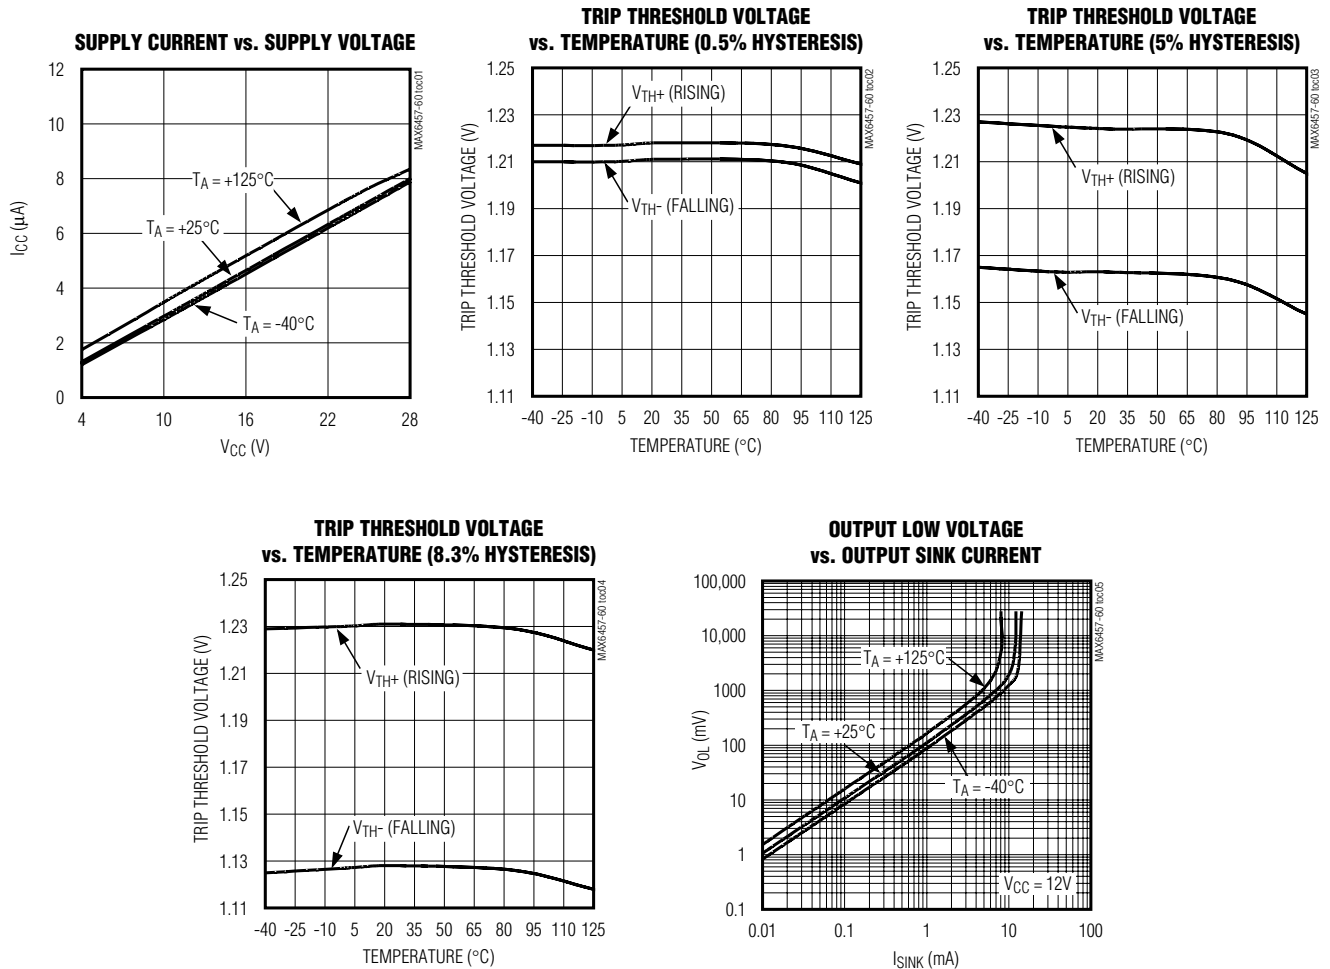 SUPPLY CURRENT vs. SUPPLY VOLTAGE
12
10
8
6
4
2
0
ICC (µA)
TA = +125°C
TA = +25°C
TA = -40°C
4 10 16 22 28
VCC (V)
MAX6457-60 toc01
TRIP THRESHOLD VOLTAGE
vs. TEMPERATURE (0.5% HYSTERESIS)
1.25
1.23
1.21
1.19
1.17
1.15
1.13
1.11
TRIP THRESHOLD VOLTAGE (V)
VTH+ (RISING)
VTH- (FALLING)
-40 -25 -10 5 20 35 50 65 80 95 110 125
TEMPERATURE (°C)
MAX6457-60 toc02
TRIP THRESHOLD VOLTAGE
vs. TEMPERATURE (5% HYSTERESIS)
1.25
1.23
1.21
1.19
1.17
1.15
1.13
1.11
TRIP THRESHOLD VOLTAGE (V)
VTH+ (RISING)
VTH- (FALLING)
-40 -25 -10 5 20 35 50 65 80 95 110 125
TEMPERATURE (°C)
MAX6457-60 toc03
TRIP THRESHOLD VOLTAGE
vs. TEMPERATURE (8.3% HYSTERESIS)
1.25
1.23
1.21
1.19
1.17
1.15
1.13
1.11
TRIP THRESHOLD VOLTAGE (V)
VTH+ (RISING)
VTH- (FALLING)
-40 -25 -10 5 20 35 50 65 80 95 110 125
TEMPERATURE (°C)
MAX6457-60 toc04
OUTPUT LOW VOLTAGE
vs. OUTPUT SINK CURRENT
100,000
10,000
1000
100
10
1
0.1
VOL (mV)
TA = +125°C
TA = +25°C
TA = -40°C
VCC = 12V
0.01 0.1 1 10 100
ISINK (mA)
MAX6457-60 toc05